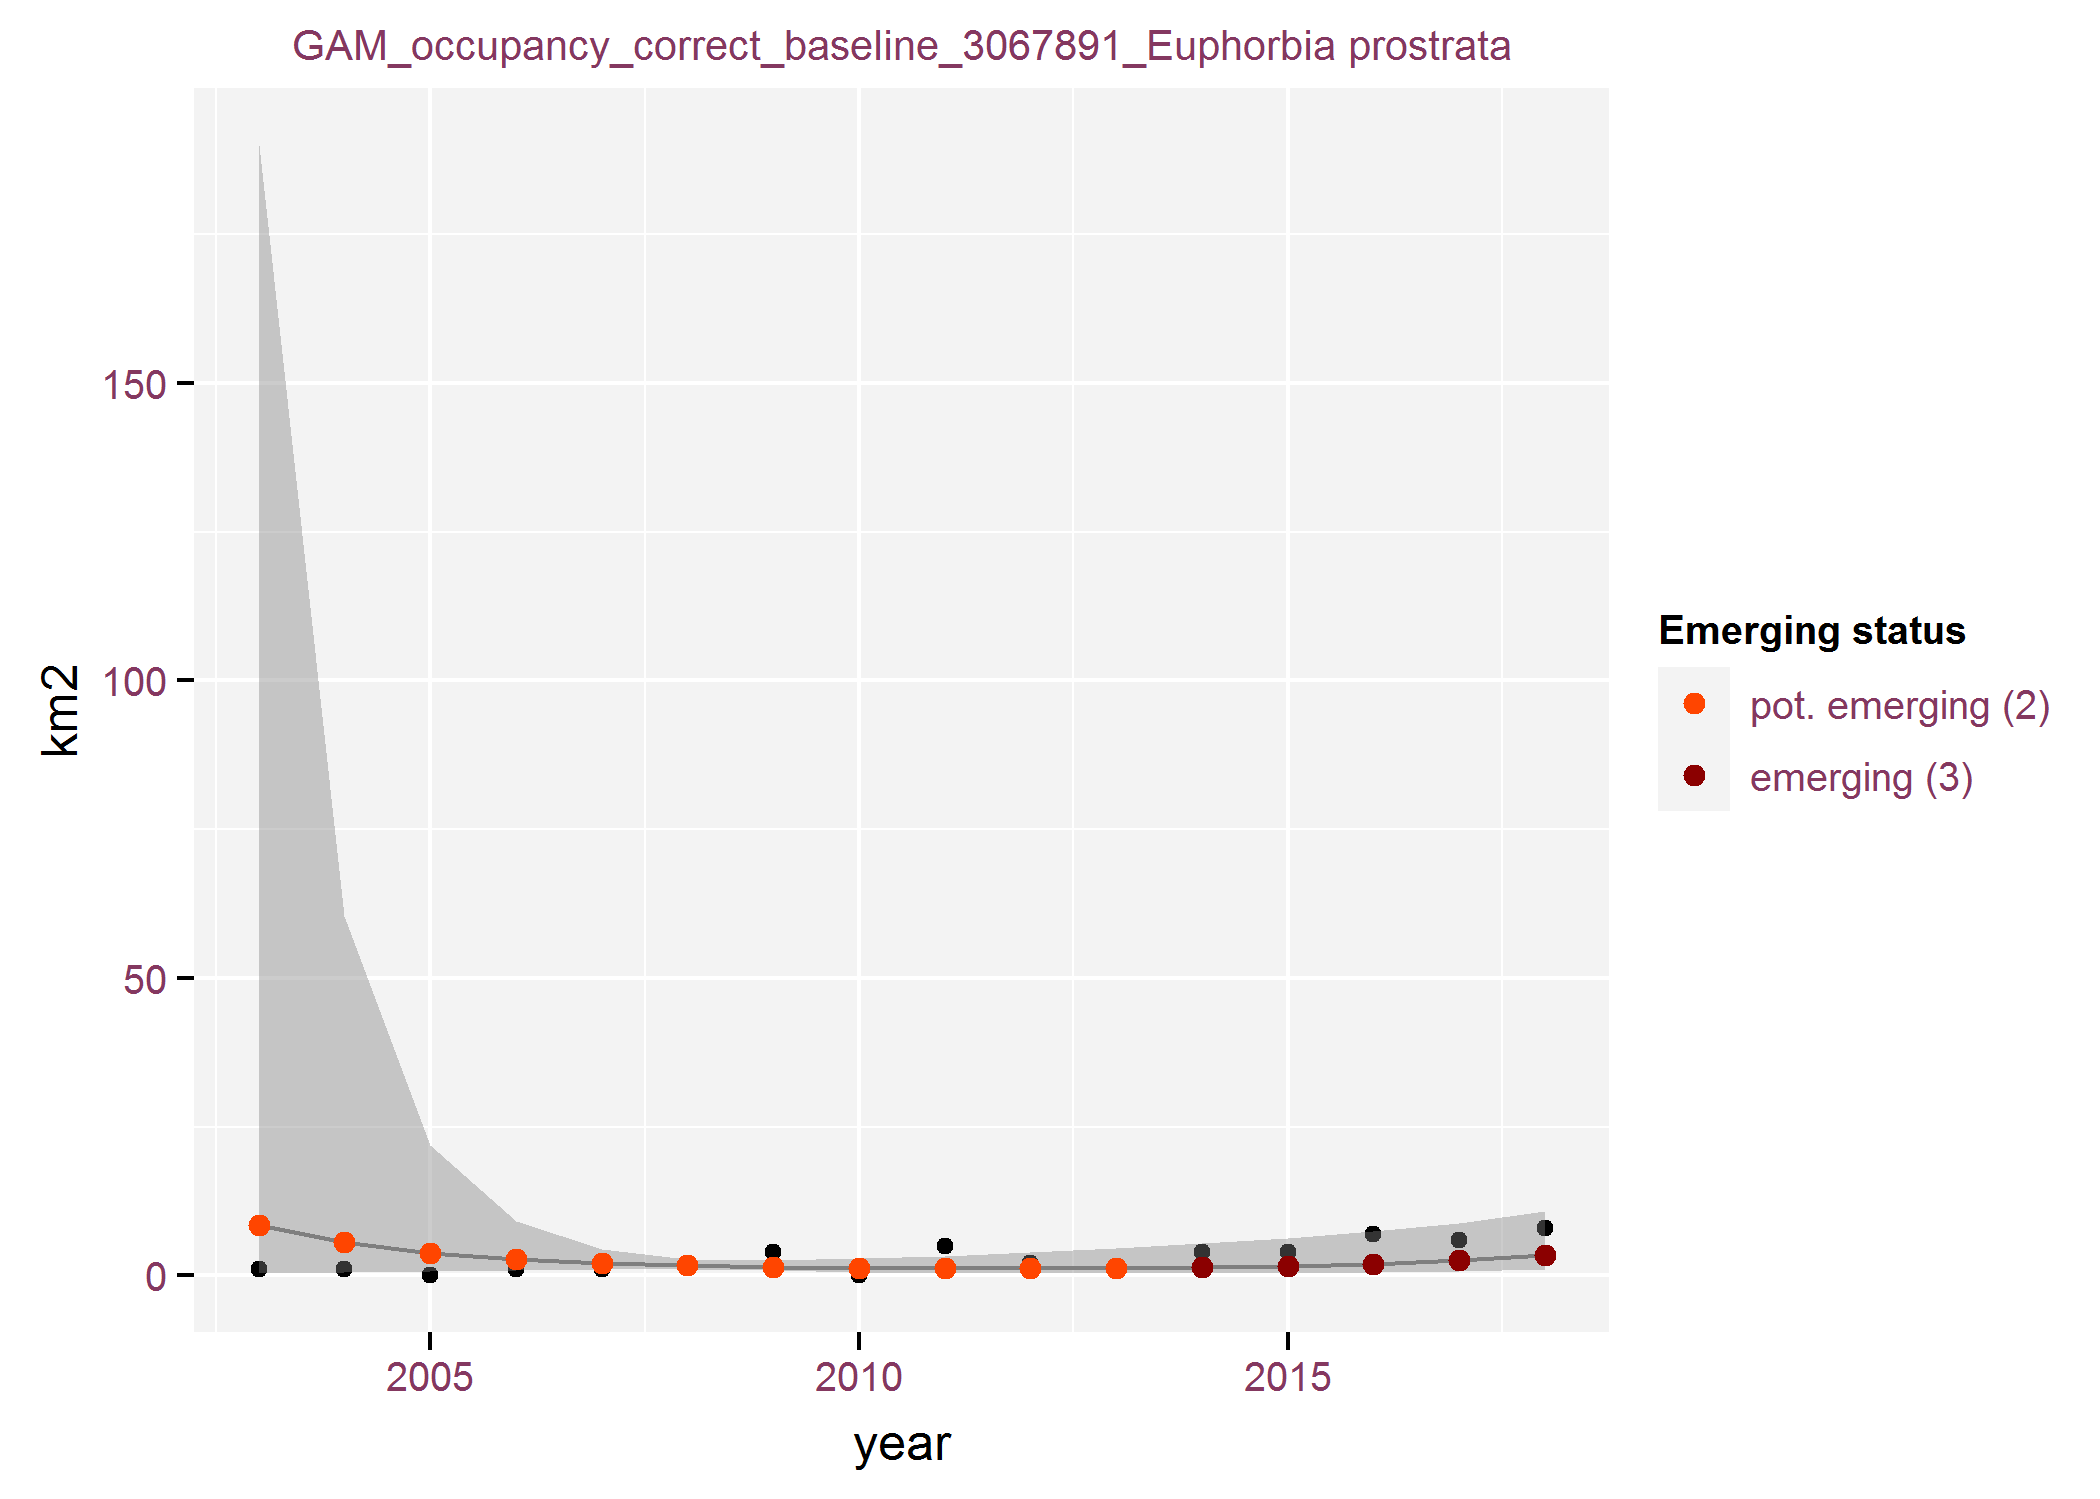 GAM_occupancy_correct_baseline_3067891_Euphorbia prostrata
150
100
50
0
km2
2005
2010
2015
year
Emerging status
pot. emerging (2)
emerging (3)